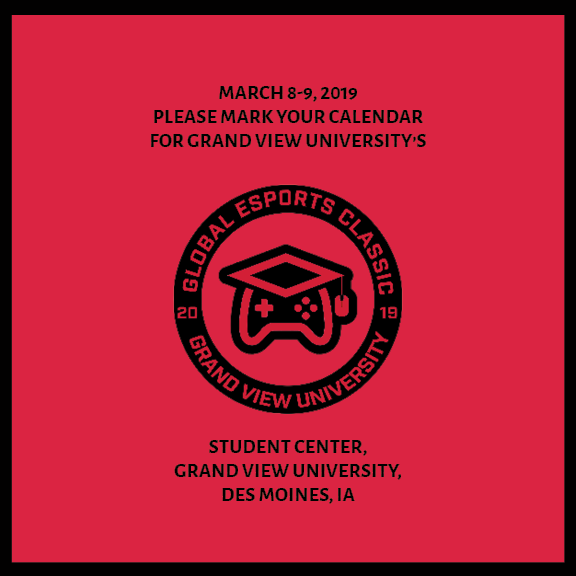 MARCH 8-9, 2019
PLEASE MARK YOUR CALENDAR
FOR GRAND VIEW UNIVERSITY'S
GLOBAL ESPORTS CLASSIC
20 19
GRAND VIEW UNIVERSITY
STUDENT CENTER,
GRAND VIEW UNIVERSITY,
DES MOINES, IA